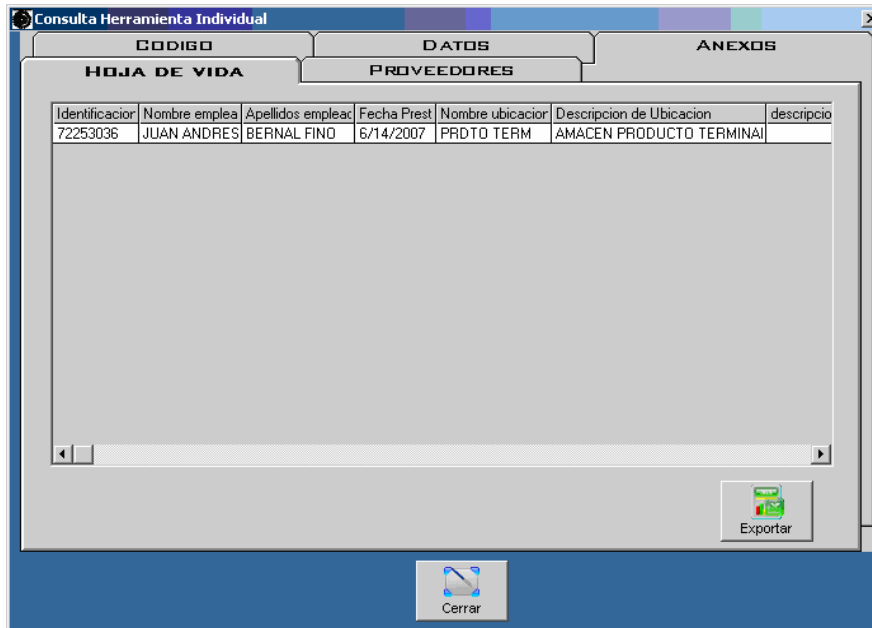 Consulta Herramienta Individual
CODIGO DATOS ANEXOS
HOJA DE VIDA PROVEEDORES
Identificacior Nombre emplea Apellidos empleac Fecha Prest Nombre ubicacior Descripcion de Ubicacion descripcio
72253036 JUAN ANDRES BERNAL FINO 6/14/2007 PRDTO TERM AMACEN PRODUCTO TERMINAI
Exportar
Cerrar